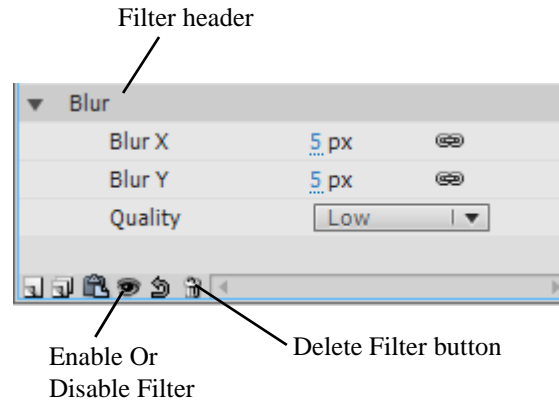 Filter header
Blur
Blur X 5 px
Blur Y 5 px
Quality Low
Delete Filter button
Enable Or
Disable Filter